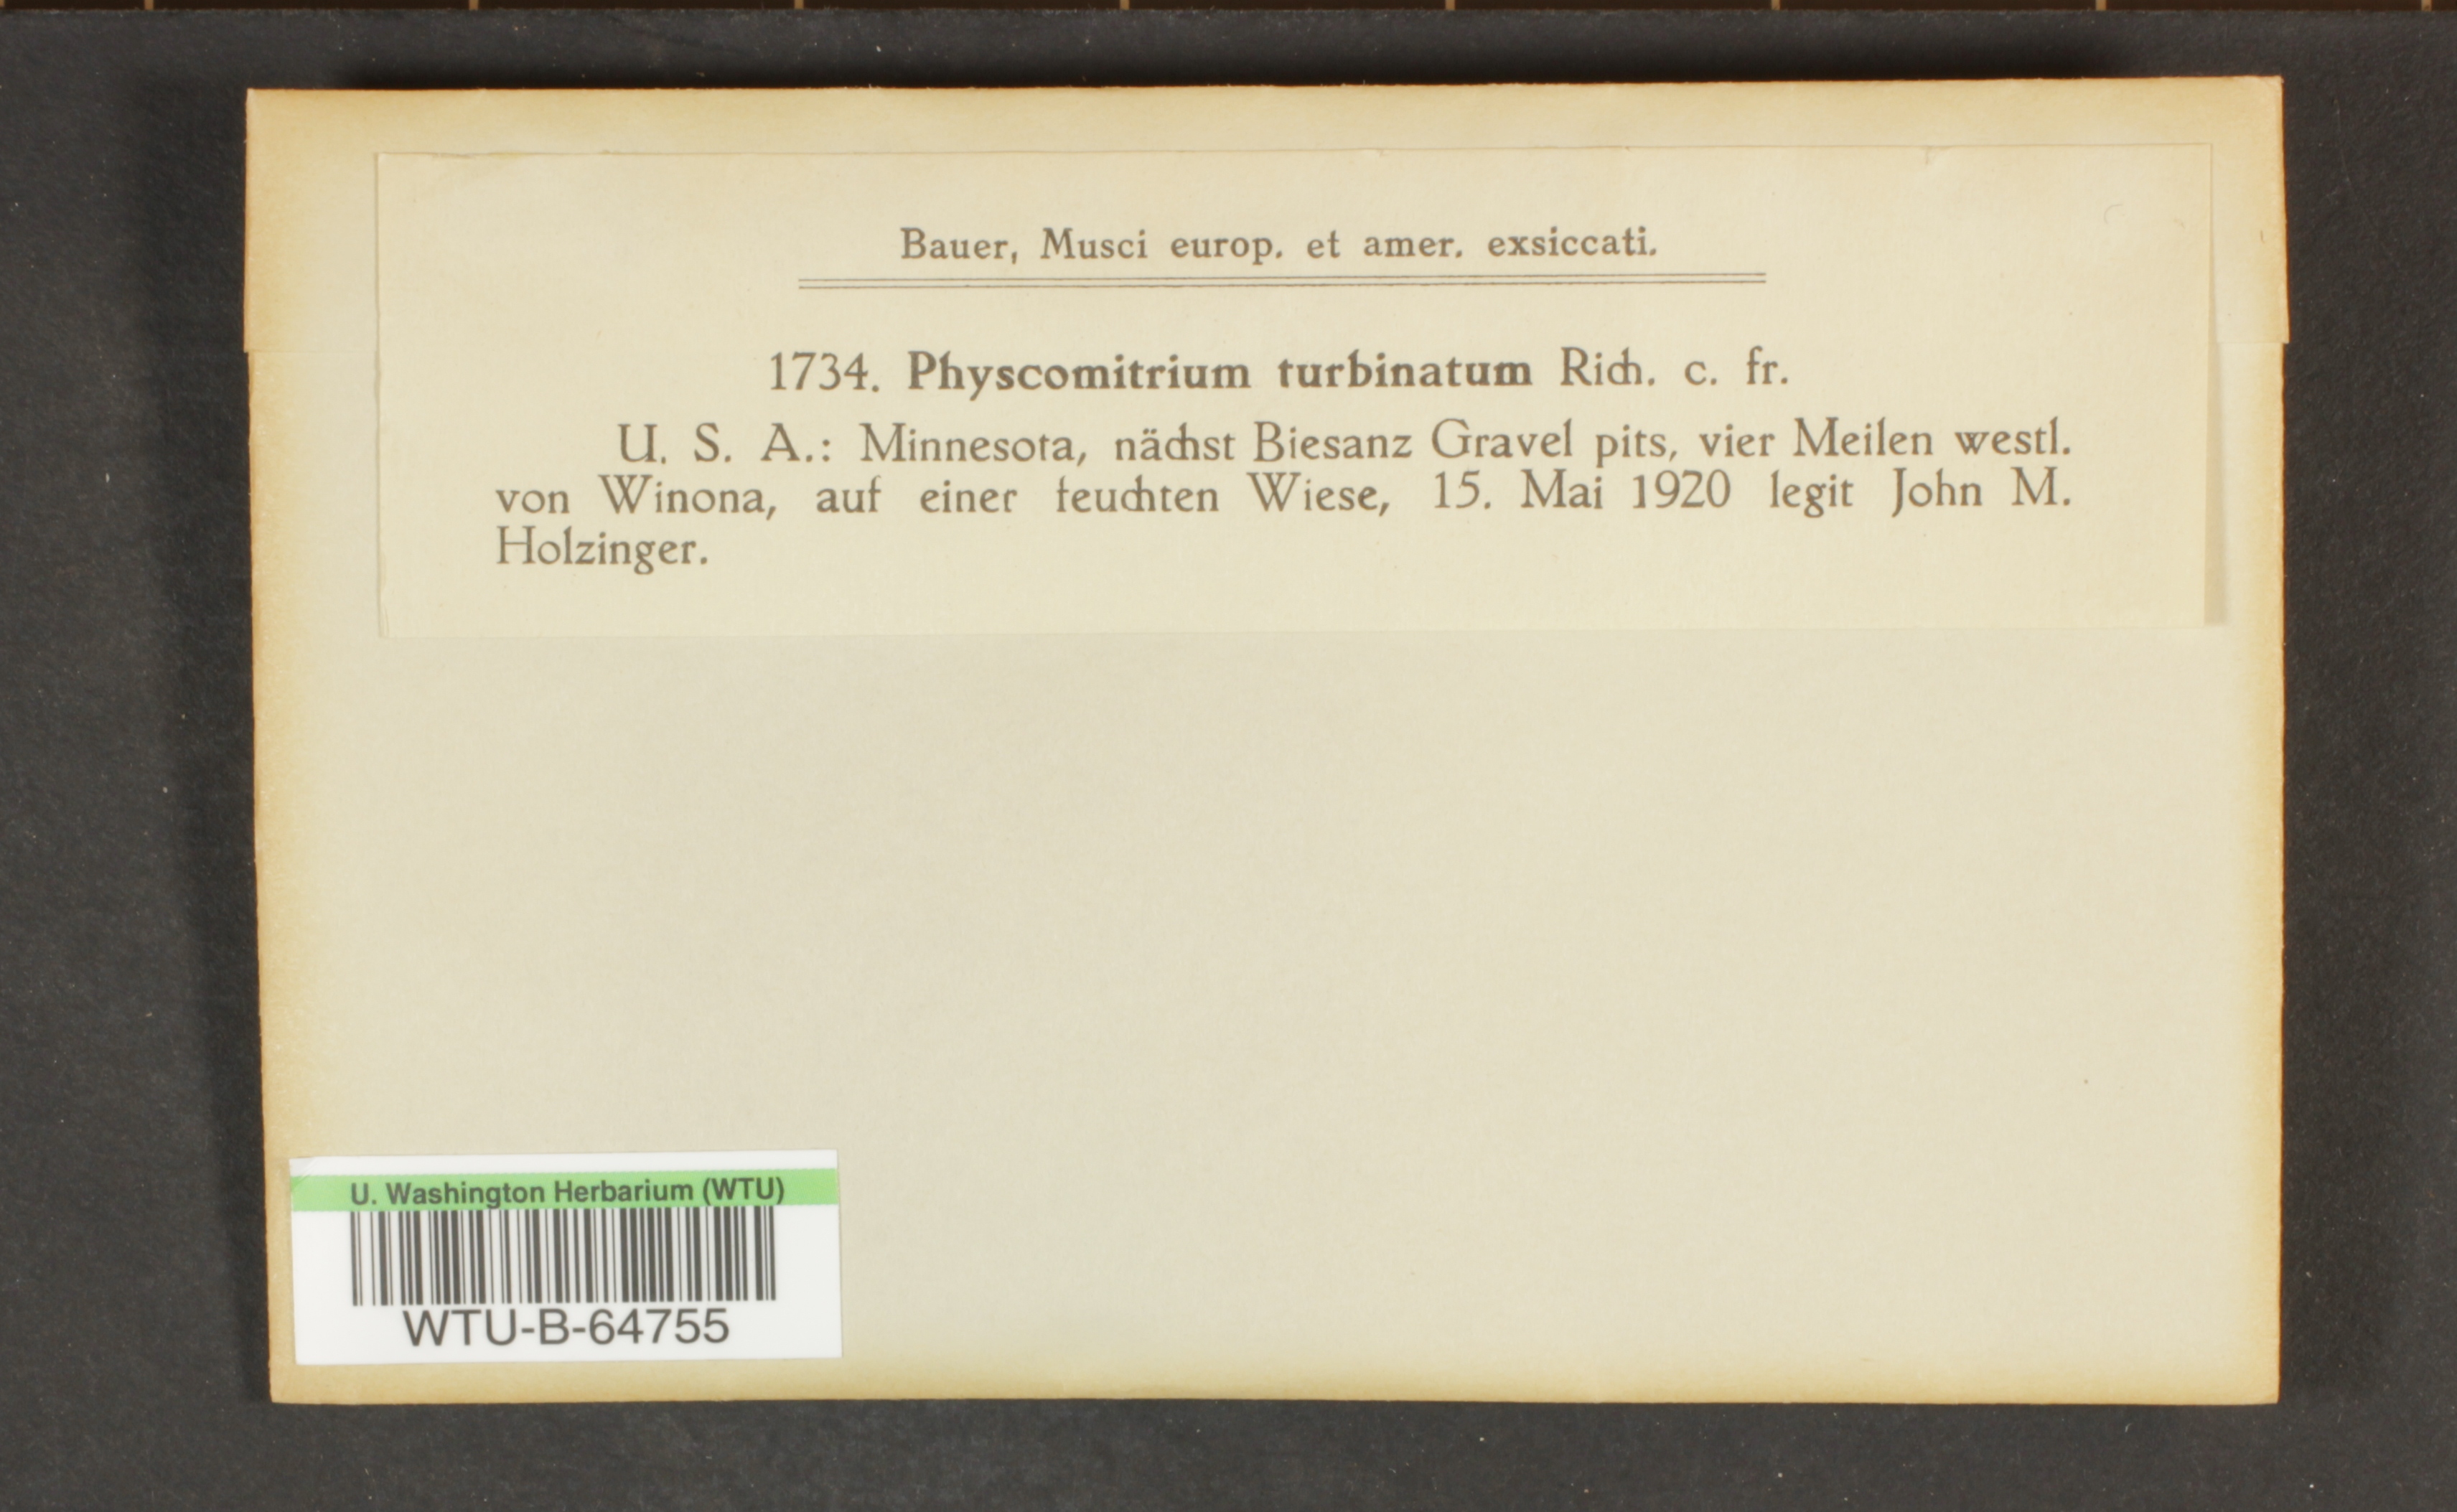 Bauer, Musci europ. et amer. exsiccati.
1734. Physcomitrium turbinatum Rich. c. fr.
U. S. A.: Minnesota, nächst Biesanz Gravel pits, vier Meilen westl.
von Winona, auf einer feuchten Wiese, 15. Mai 1920 legit John M.
Holzinger.
U. Washington Herbarium (WTU)
WTU-B-64755